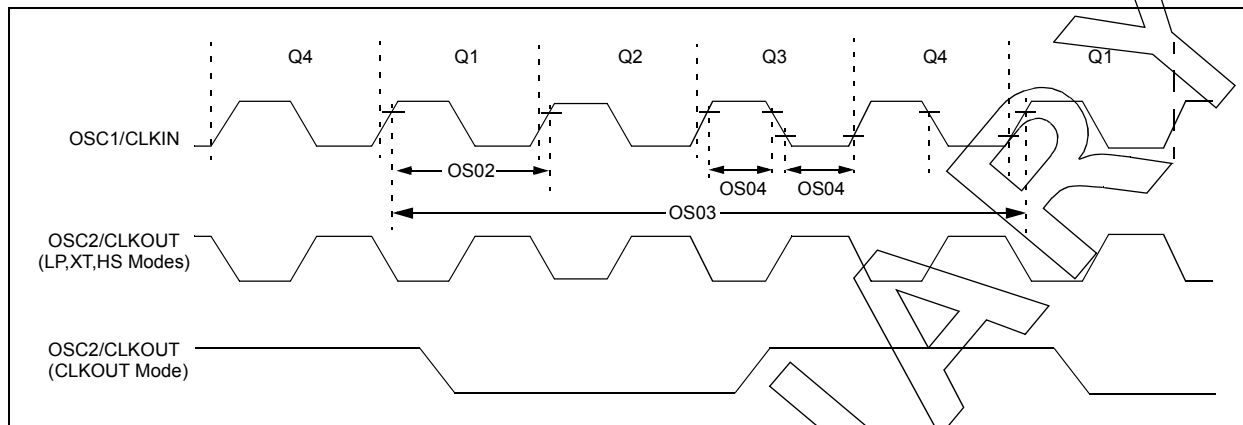 Q4 Q1 Q2 Q3 Q4 Q1
OSC1/CLKIN
OS02
OS04 OS04
OS03
OSC2/CLKOUT
(LP,XT,HS Modes)
OSC2/CLKOUT
(CLKOUT Mode)
ARY